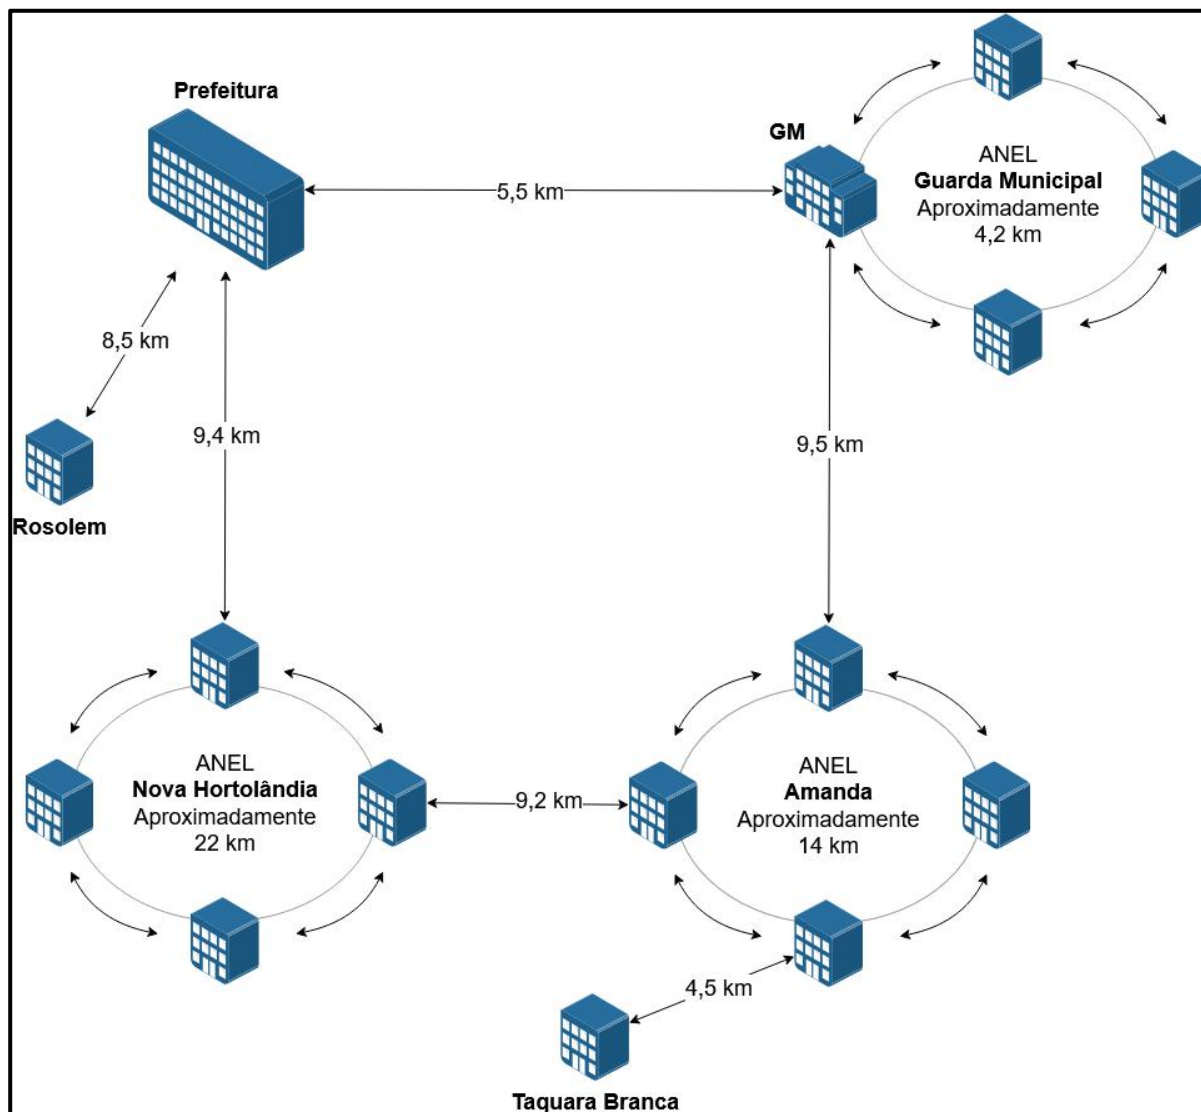 Prefeitura
GM
ANEL
Guarda Municipal
Aproximadamente
4,2 km
5,5 km
8,5 km
9,4 km
9,5 km
Rosolem
ANEL
Nova Hortolândia
Aproximadamente
22 km
9,2 km
ANEL
Amanda
Aproximadamente
14 km
4,5 km
Taquara Branca